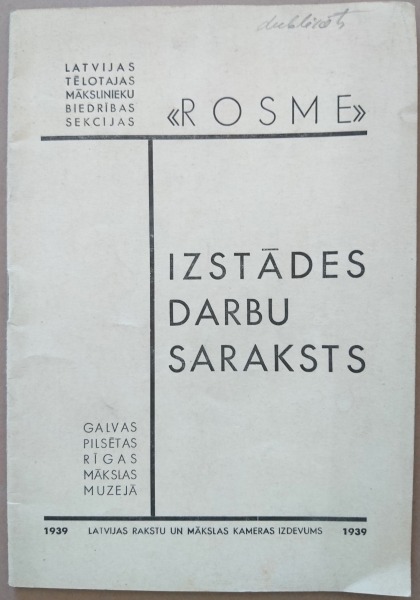 dublikāts
LATVIJAS
TĒLOTAJAS
MĀKSLINIEKU
BIEDRĪBAS
SEKCIJAS
«ROSME»
IZSTĀDES
DARBU
SARAKSTS
GALVAS
PILSĒTAS
RĪGAS
MĀKSLAS
MUZEJĀ
1939 LATVIJAS RAKSTU UN MĀKSLAS KAMERAS IZDEVUMS 1939